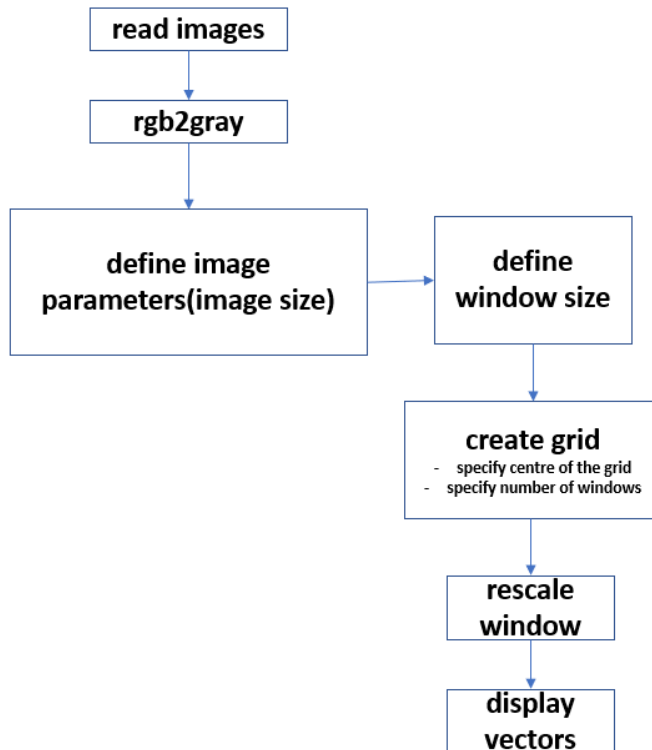 read images
rgb2gray
define image
parameters(image size)
define
window size
create grid
- specify centre of the grid
- specify number of windows
rescale
window
display
vectors